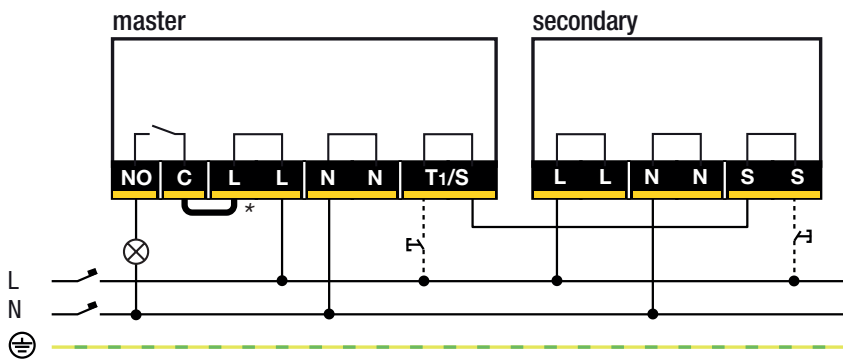 master secondary
NO C L L N N T1/S L L N N S S
*
L
N